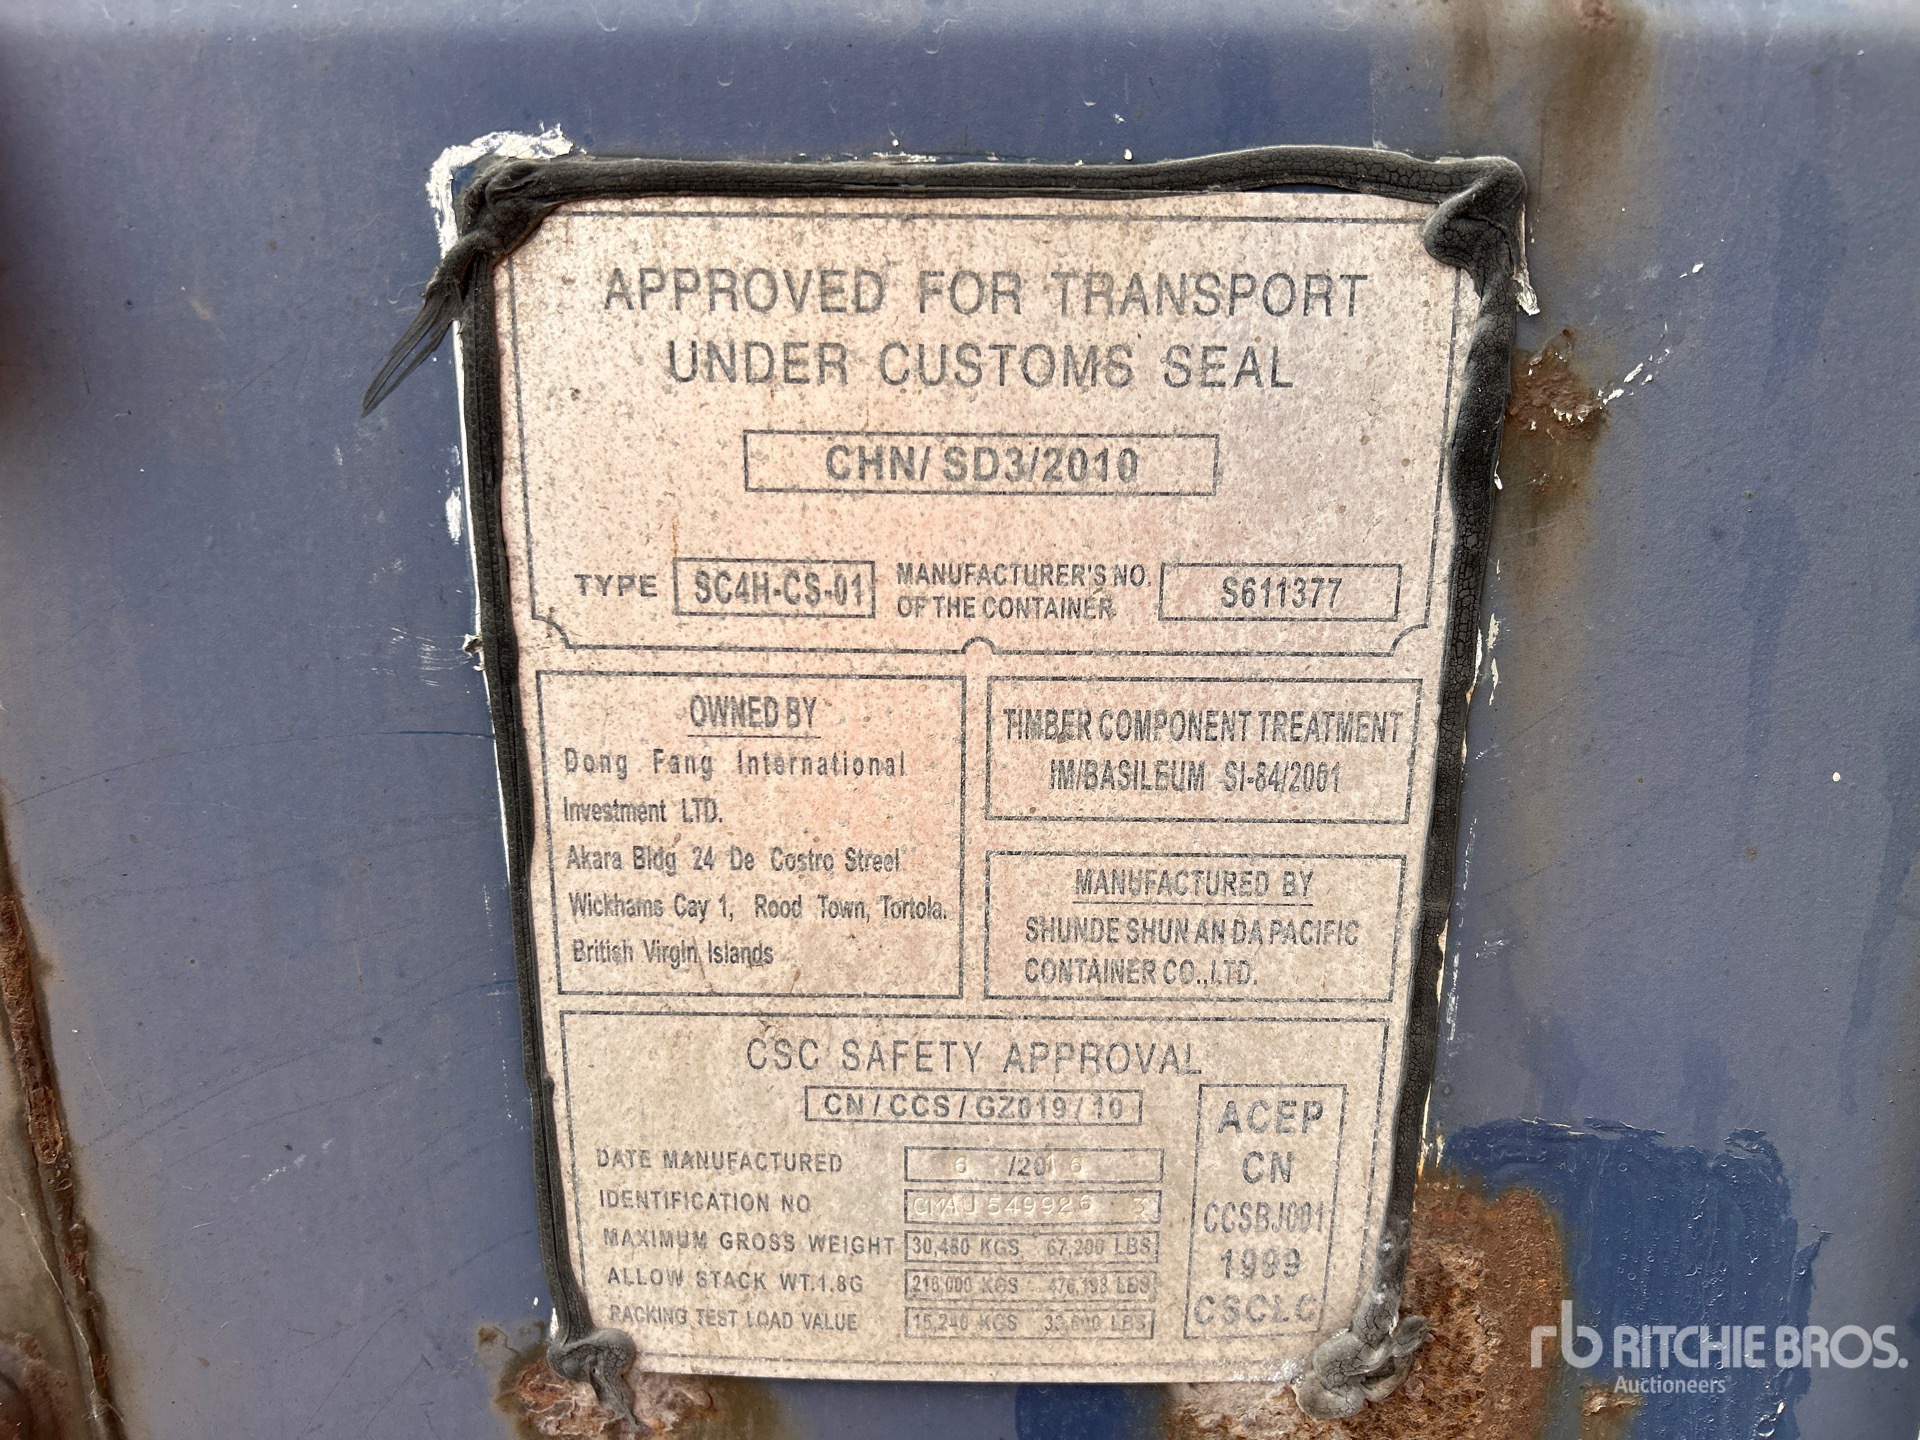 APPROVED FOR TRANSPORT
UNDER CUSTOMS SEAL
CHN/ SD3/2010
TYPE SC4H-CS-01 MANUFACTURER'S NO. OF THE CONTAINER S611377
OWNED BY
Dong Fang International
Investment LTD.
Akara Bldg 24 De Costro Street
Wickhams Cay 1, Rood Town, Tortola.
British Virgin Islands
TIMBER COMPONENT TREATMENT
IM/BASILEUM SI-84/2001
MANUFACTURED BY
SHUNDE SHUN AN DA PACIFIC
CONTAINER CO.,LTD.
CSC SAFETY APPROVAL
CN/CCS/GZ019/10
DATE MANUFACTURED 6 /2016
IDENTIFICATION NO CMAU 549926 3
MAXIMUM GROSS WEIGHT 30,480 KGS 67,200 LBS
ALLOW STACK WT.1.8G 216,000 KGS 476,198 LBS
RACKING TEST LOAD VALUE 15,240 KGS 33,600 LBS
ACEP
CN
CCSBJ001
1999
CSCLC
rb RITCHIE BROS.
Auctioneers